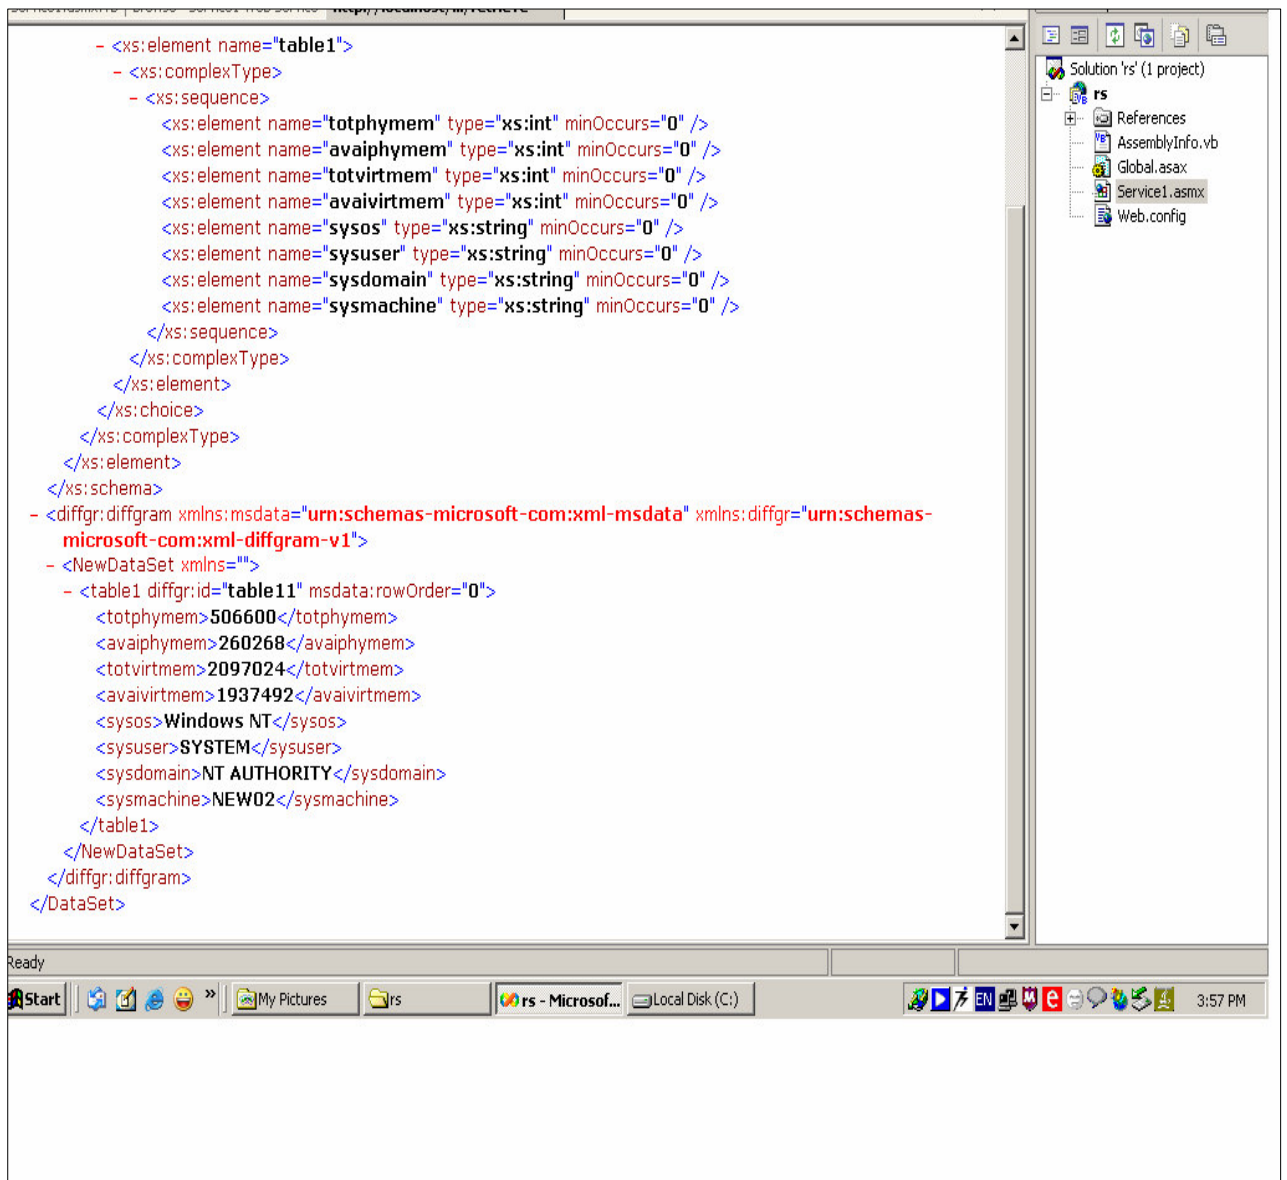 - <xs:element name="table1">
- <xs:complexType>
- <xs:sequence>
<xs:element name="totphymem" type="xs:int" minOccurs="0" />
<xs:element name="avaiphymem" type="xs:int" minOccurs="0" />
<xs:element name="totvirtmem" type="xs:int" minOccurs="0" />
<xs:element name="avaivirtmem" type="xs:int" minOccurs="0" />
<xs:element name="sysos" type="xs:string" minOccurs="0" />
<xs:element name="sysuser" type="xs:string" minOccurs="0" />
<xs:element name="sysdomain" type="xs:string" minOccurs="0" />
<xs:element name="sysmachine" type="xs:string" minOccurs="0" />
</xs:sequence>
</xs:complexType>
</xs:element>
</xs:choice>
</xs:complexType>
</xs:element>
</xs:schema>
- <diffgr:diffgram xmlns:msdata="urn:schemas-microsoft-com:xml-msdata" xmlns:diffgr="urn:schemas-
microsoft-com:xml-diffgram-v1">
- <NewDataSet xmlns="">
- <table1 diffgr:id="table11" msdata:rowOrder="0">
<totphymem>506600</totphymem>
<avaiphymem>260268</avaiphymem>
<totvirtmem>2097024</totvirtmem>
<avaivirtmem>1937492</avaivirtmem>
<sysos>Windows NT</sysos>
<sysuser>SYSTEM</sysuser>
<sysdomain>NT AUTHORITY</sysdomain>
<sysmachine>NEW02</sysmachine>
</table1>
</NewDataSet>
</diffgr:diffgram>
</DataSet>
Solution 'rs' (1 project)
rs
References
AssemblyInfo.vb
Global.asax
Service1.asmx
Web.config
Ready
Start » My Pictures rs rs - Microsof... Local Disk (C:) EN 3:57 PM